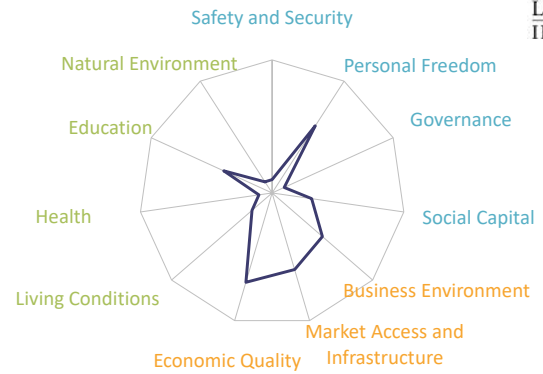 Safety and Security
Natural Environment
Personal Freedom
Education
Governance
Health
Social Capital
Living Conditions
Business Environment
Market Access and
Infrastructure
Economic Quality